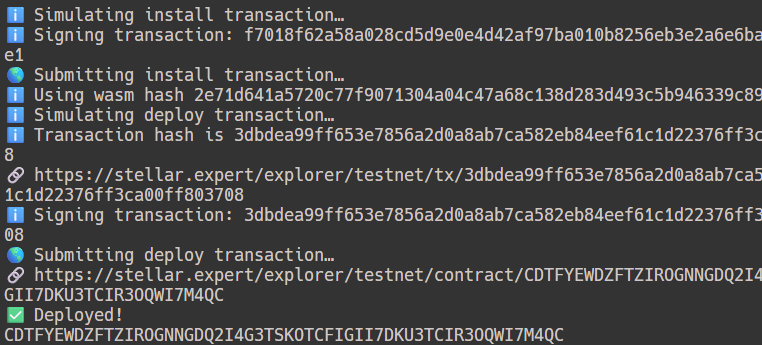 ℹ️ Simulating install transaction…
ℹ️ Signing transaction: f7018f62a58a028cd5d9e0e4d42af97ba010b8256eb3e2a6e6ba
e1
🌎 Submitting install transaction…
ℹ️ Using wasm hash 2e71d641a5720c77f9071304a04c47a68c138d283d493c5b946339c89
ℹ️ Simulating deploy transaction…
ℹ️ Transaction hash is 3dbdea99ff653e7856a2d0a8ab7ca582eb84eef61c1d22376ff3c
8
🔗 https://stellar.expert/explorer/testnet/tx/3dbdea99ff653e7856a2d0a8ab7ca5
1c1d22376ff3ca00ff803708
ℹ️ Signing transaction: 3dbdea99ff653e7856a2d0a8ab7ca582eb84eef61c1d22376ff3
08
🌎 Submitting deploy transaction…
🔗 https://stellar.expert/explorer/testnet/contract/CDTFYEWDZFTZIROGNNGDQ2I4
GII7DKU3TCIR3OQWI7M4QC
✅ Deployed!
CDTFYEWDZFTZIROGNNGDQ2I4G3TSKOTCFIGII7DKU3TCIR3OQWI7M4QC